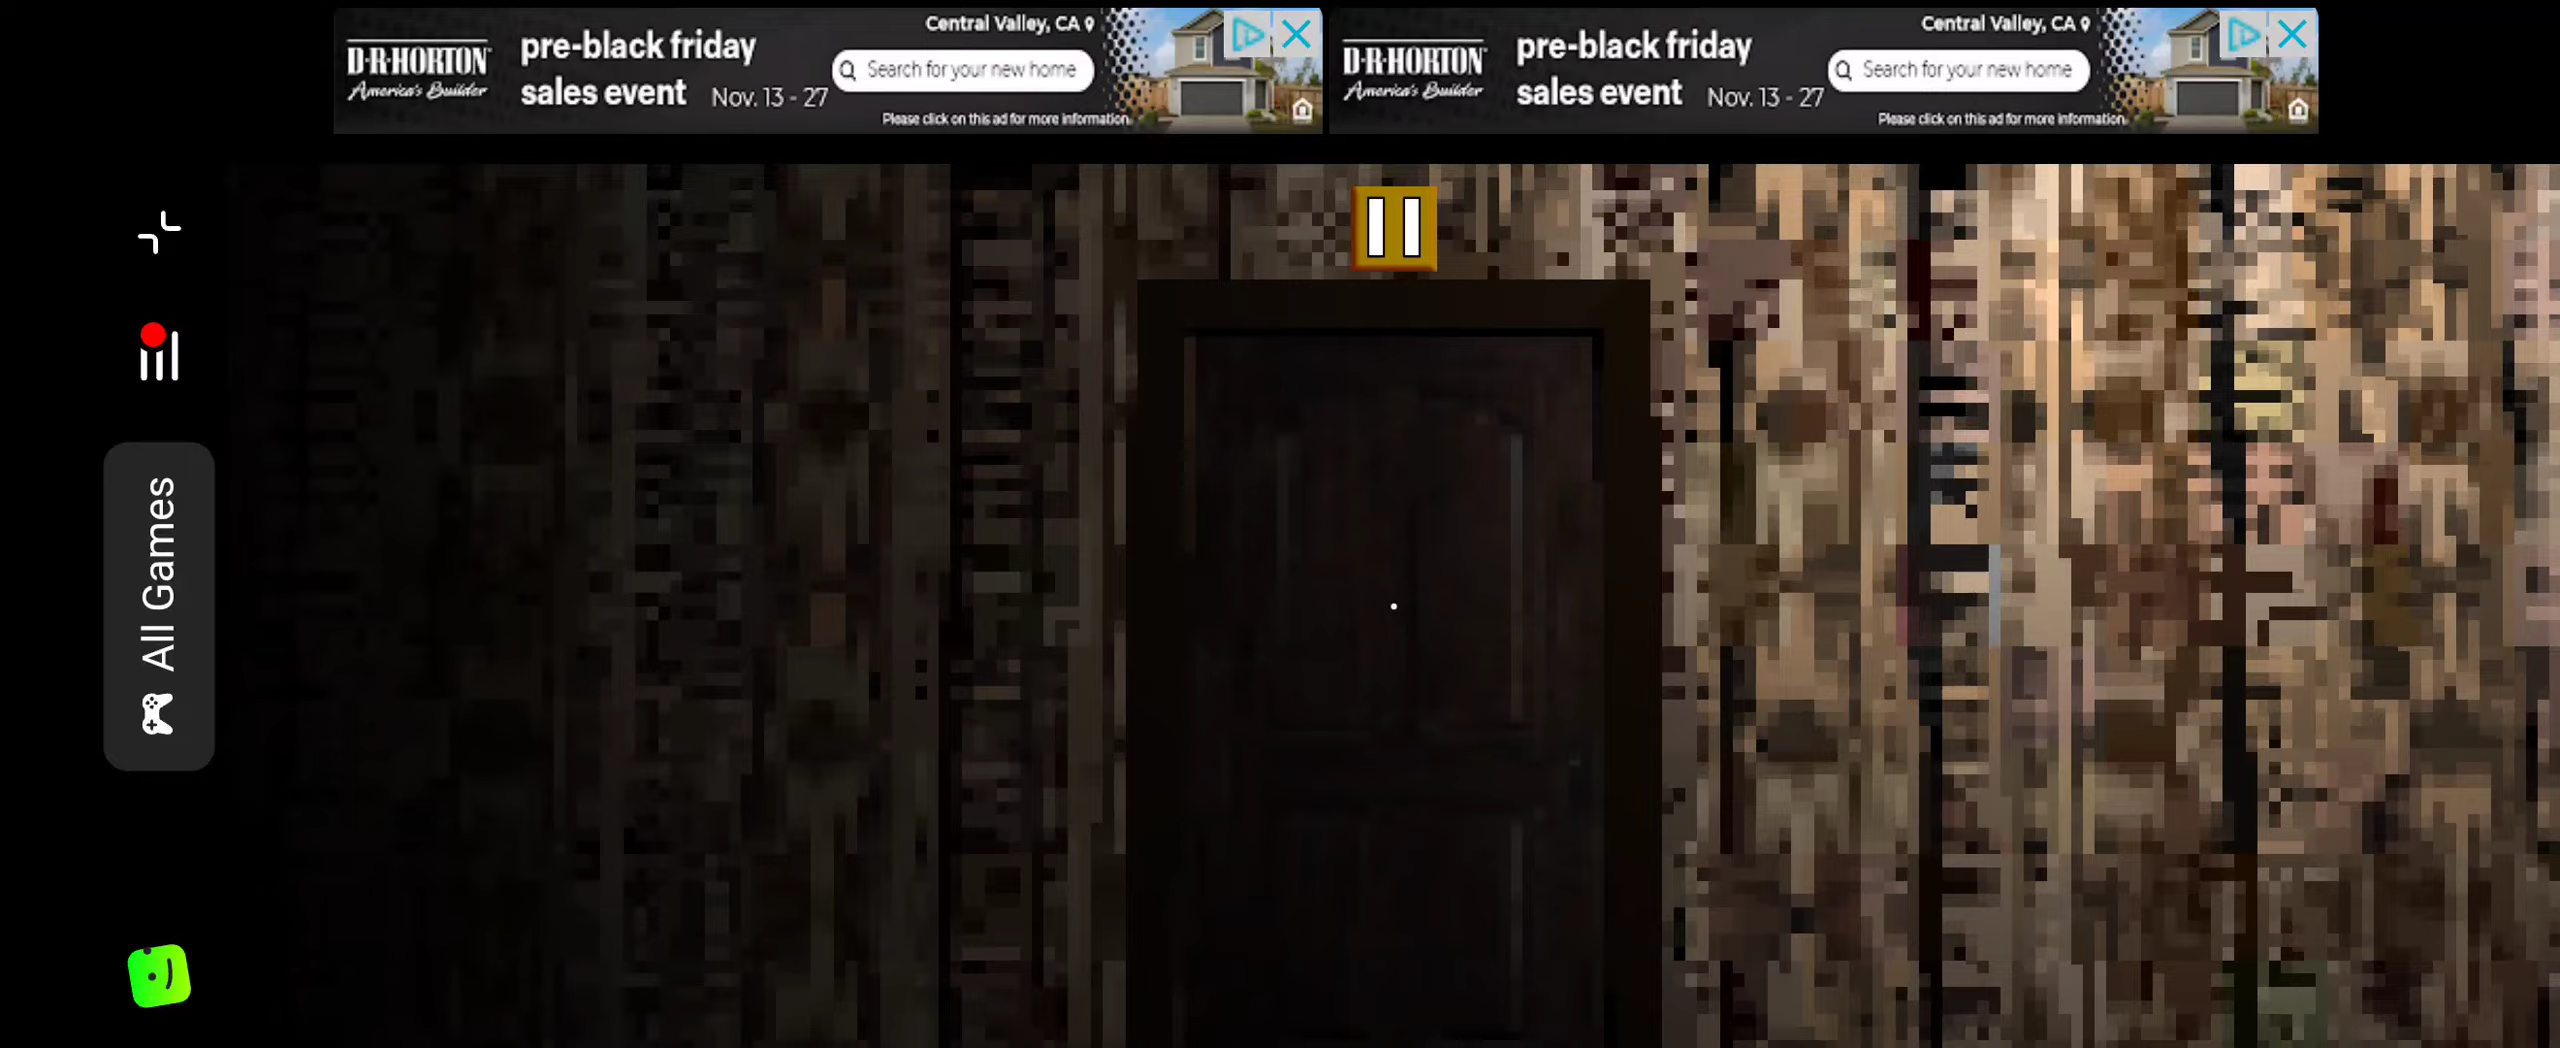 D·R·HORTON
America's Builder
pre-black friday
sales event Nov. 13 - 27
Central Valley, CA
Search for your new home
Please click on this ad for more information.
D·R·HORTON
America's Builder
pre-black friday
sales event Nov. 13 - 27
Central Valley, CA
Search for your new home
Please click on this ad for more information.
All Games